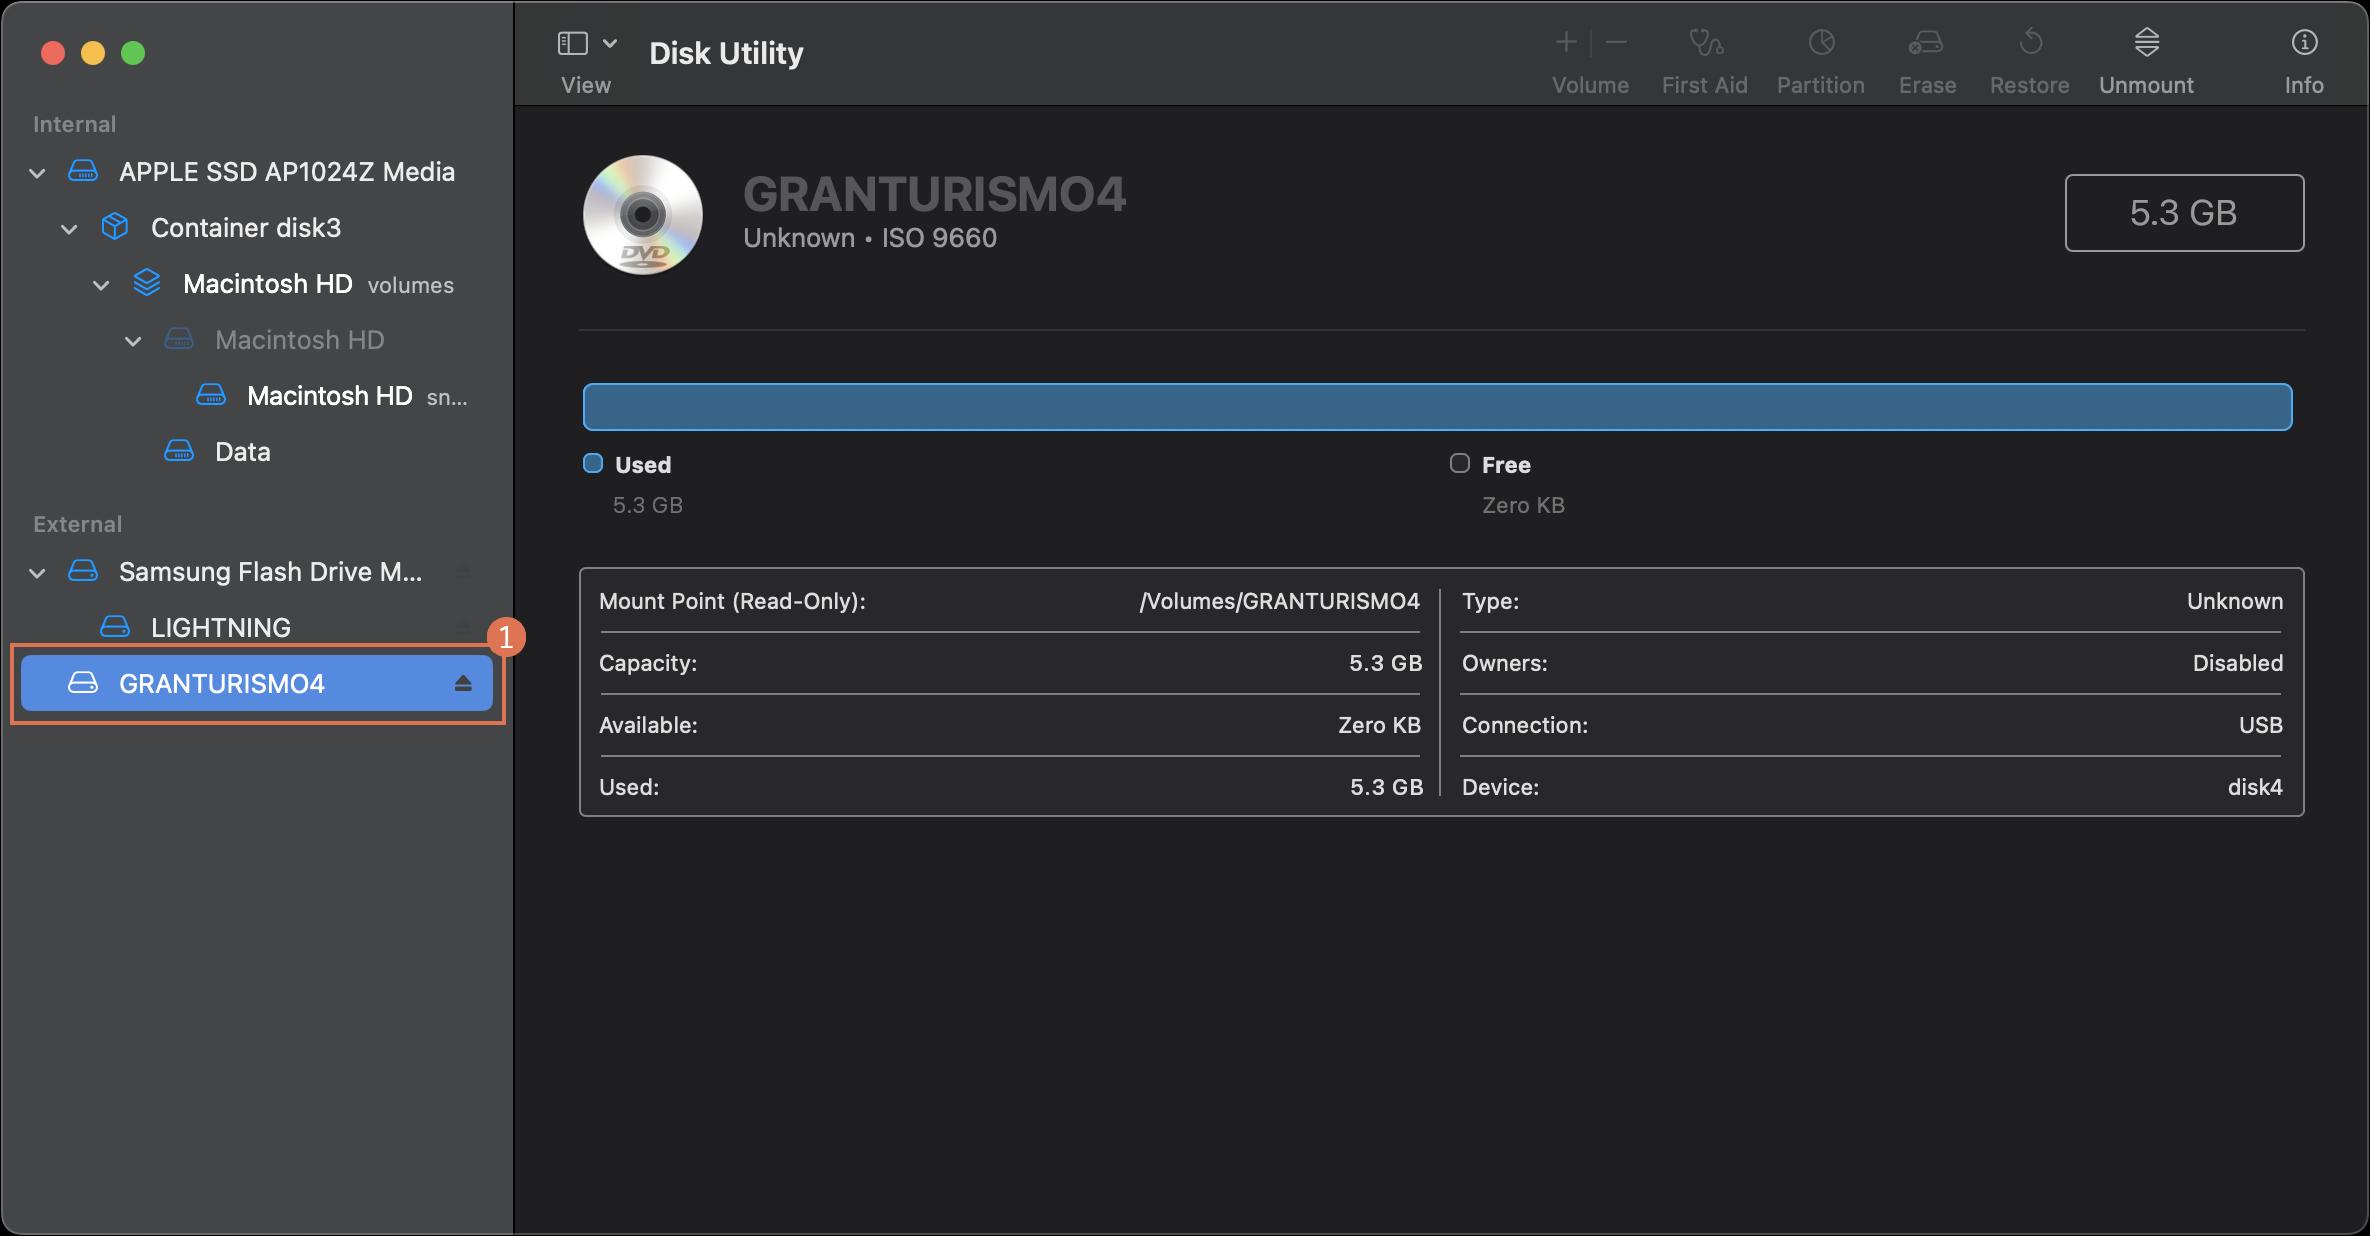 Internal
APPLE SSD AP1024Z Media
Container disk3
Macintosh HD volumes
Macintosh HD
Macintosh HD sn...
Data
External
Samsung Flash Drive M...
LIGHTNING
1
GRANTURISMO4
View
Disk Utility
Volume
First Aid
Partition
Erase
Restore
Unmount
Info
DVD
GRANTURISMO4
Unknown • ISO 9660
5.3 GB
Used
5.3 GB
Free
Zero KB
Mount Point (Read-Only): /Volumes/GRANTURISMO4
Capacity: 5.3 GB
Available: Zero KB
Used: 5.3 GB
Type: Unknown
Owners: Disabled
Connection: USB
Device: disk4